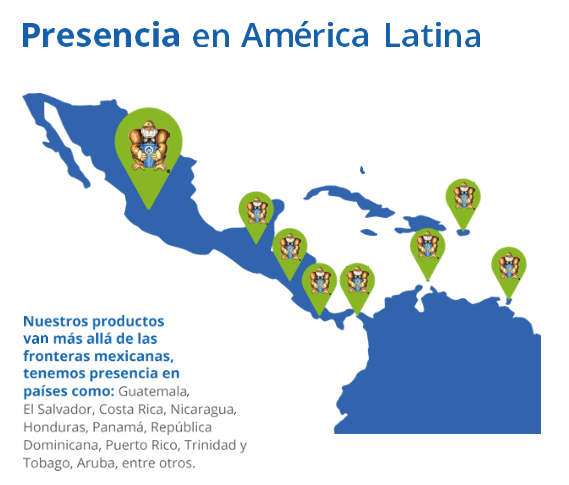 Presencia en América Latina
Nuestros productos
van más allá de las
fronteras mexicanas,
tenemos presencia en
países como: Guatemala,
El Salvador, Costa Rica, Nicaragua,
Honduras, Panamá, República
Dominicana, Puerto Rico, Trinidad y
Tobago, Aruba, entre otros.